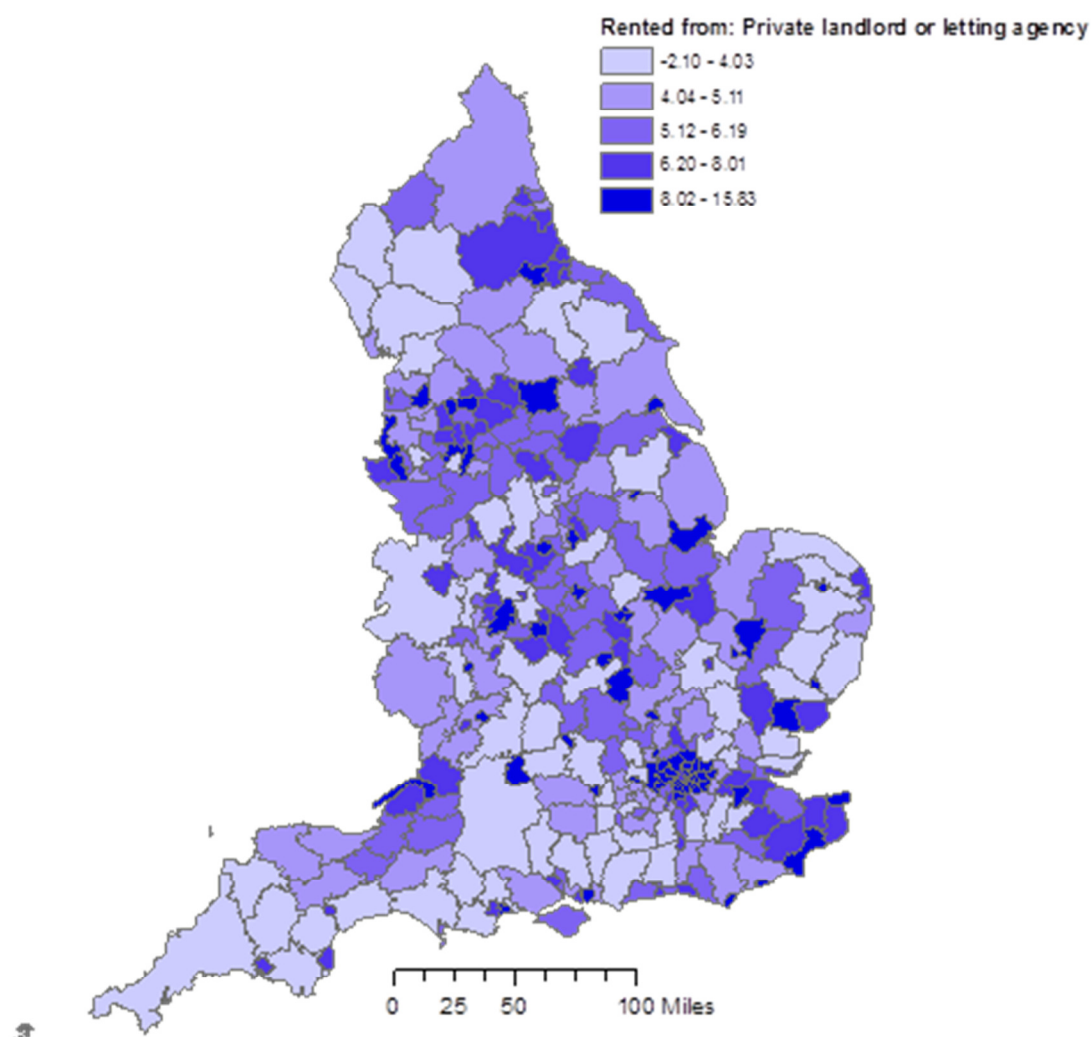 Rented from: Private landlord or letting agency
-2.10 - 4.03
4.04 - 5.11
5.12 - 6.19
6.20 - 8.01
8.02 - 15.83
0 25 50 100 Miles